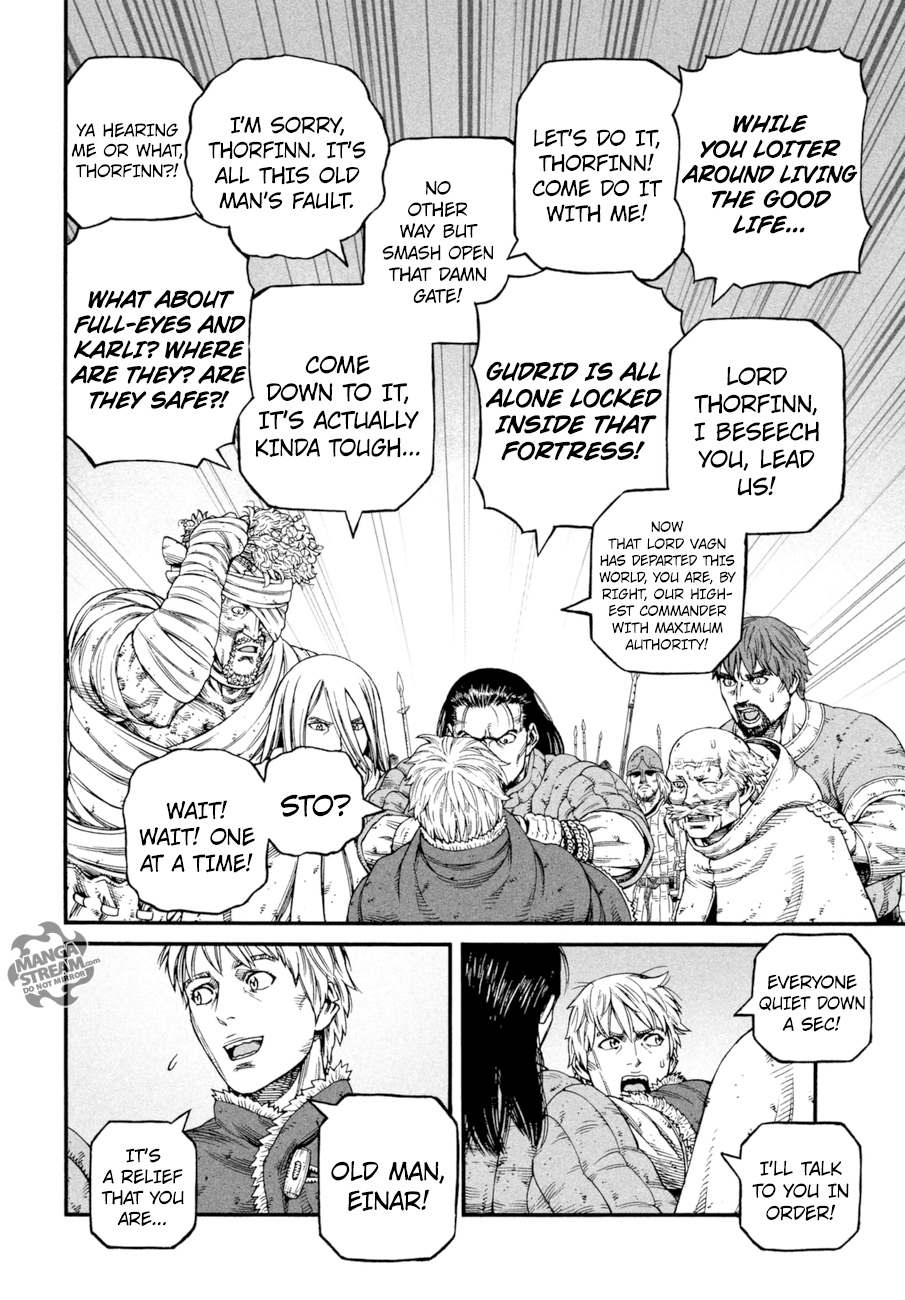 WHILE
YOU LOITER
AROUND LIVING
THE GOOD
LIFE...
LET'S DO IT,
THORFINN!
COME DO IT
WITH ME!
NO
OTHER
WAY BUT
SMASH OPEN
THAT DAMN
GATE!
I'M SORRY,
THORFINN. IT'S
ALL THIS OLD
MAN'S FAULT.
YA HEARING
ME OR WHAT,
THORFINN?!
LORD
THORFINN,
I BESEECH
YOU, LEAD
US!
NOW
THAT LORD VAGN
HAS DEPARTED THIS
WORLD, YOU ARE, BY
RIGHT, OUR HIGH-
EST COMMANDER
WITH MAXIMUM
AUTHORITY!
GUDRID IS ALL
ALONE LOCKED
INSIDE THAT
FORTRESS!
COME
DOWN TO IT,
IT'S ACTUALLY
KINDA TOUGH...
WHAT ABOUT
FULL-EYES AND
KARLI? WHERE
ARE THEY? ARE
THEY SAFE?!
STO?
WAIT!
WAIT! ONE
AT A TIME!
EVERYONE
QUIET DOWN
A SEC!
I'LL TALK
TO YOU IN
ORDER!
OLD MAN,
EINAR!
IT'S
A RELIEF
THAT YOU
ARE...
MANGA
STREAM.com
DO NOT MIRROR